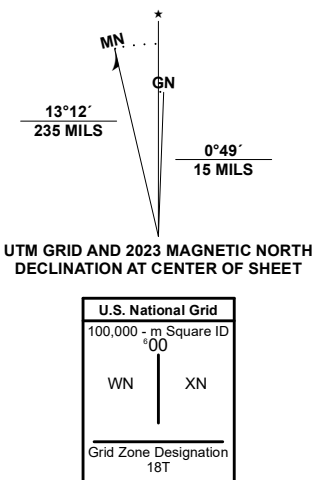 ★
MN
GN
13°12´
235 MILS
0°49´
15 MILS
UTM GRID AND 2023 MAGNETIC NORTH
DECLINATION AT CENTER OF SHEET
U.S. National Grid
100,000 - m Square ID
⁶00
WN XN
Grid Zone Designation
18T